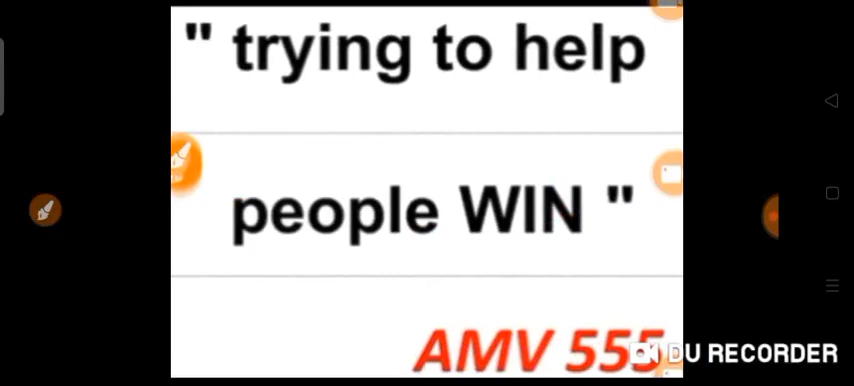 " trying to help
people WIN "
AMV 555
DU RECORDER